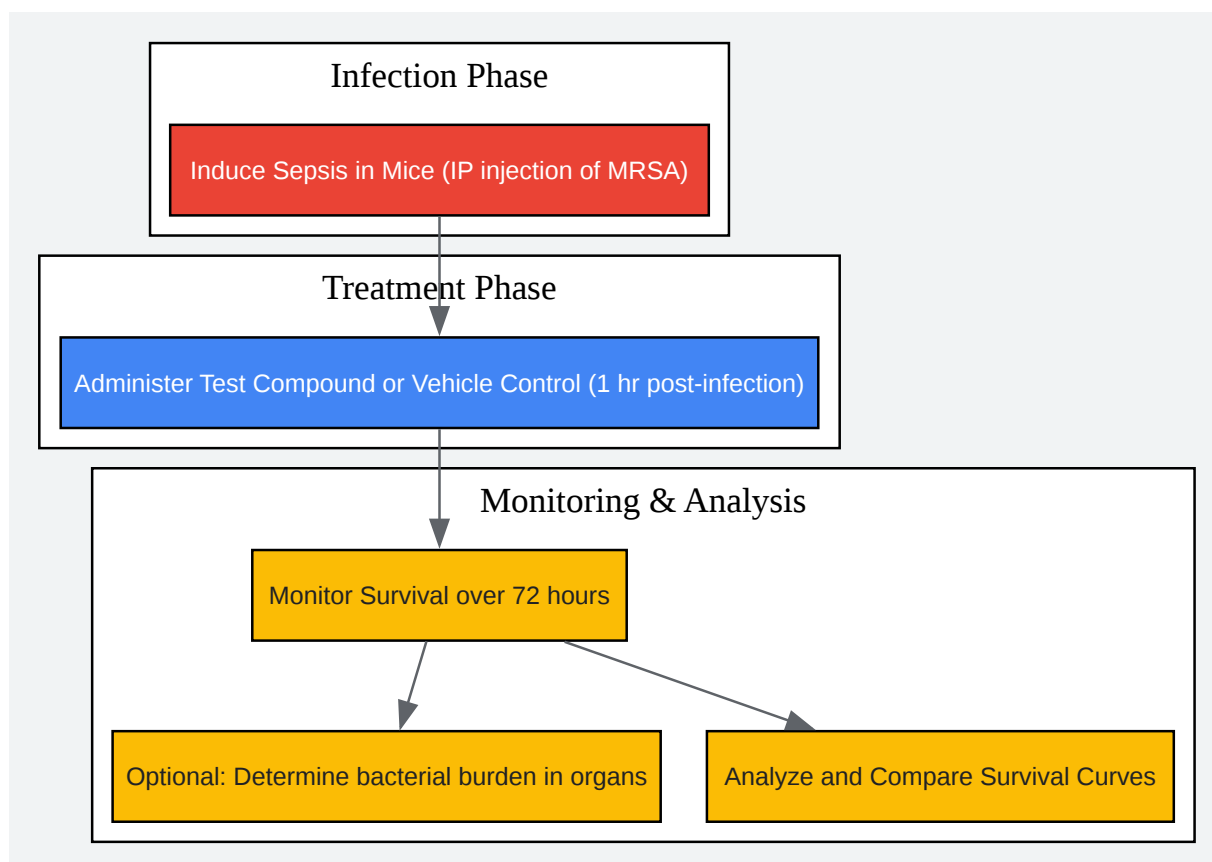 Infection Phase
Induce Sepsis in Mice (IP injection of MRSA)
Treatment Phase
Administer Test Compound or Vehicle Control (1 hr post-infection)
Monitoring & Analysis
Monitor Survival over 72 hours
Optional: Determine bacterial burden in organs
Analyze and Compare Survival Curves